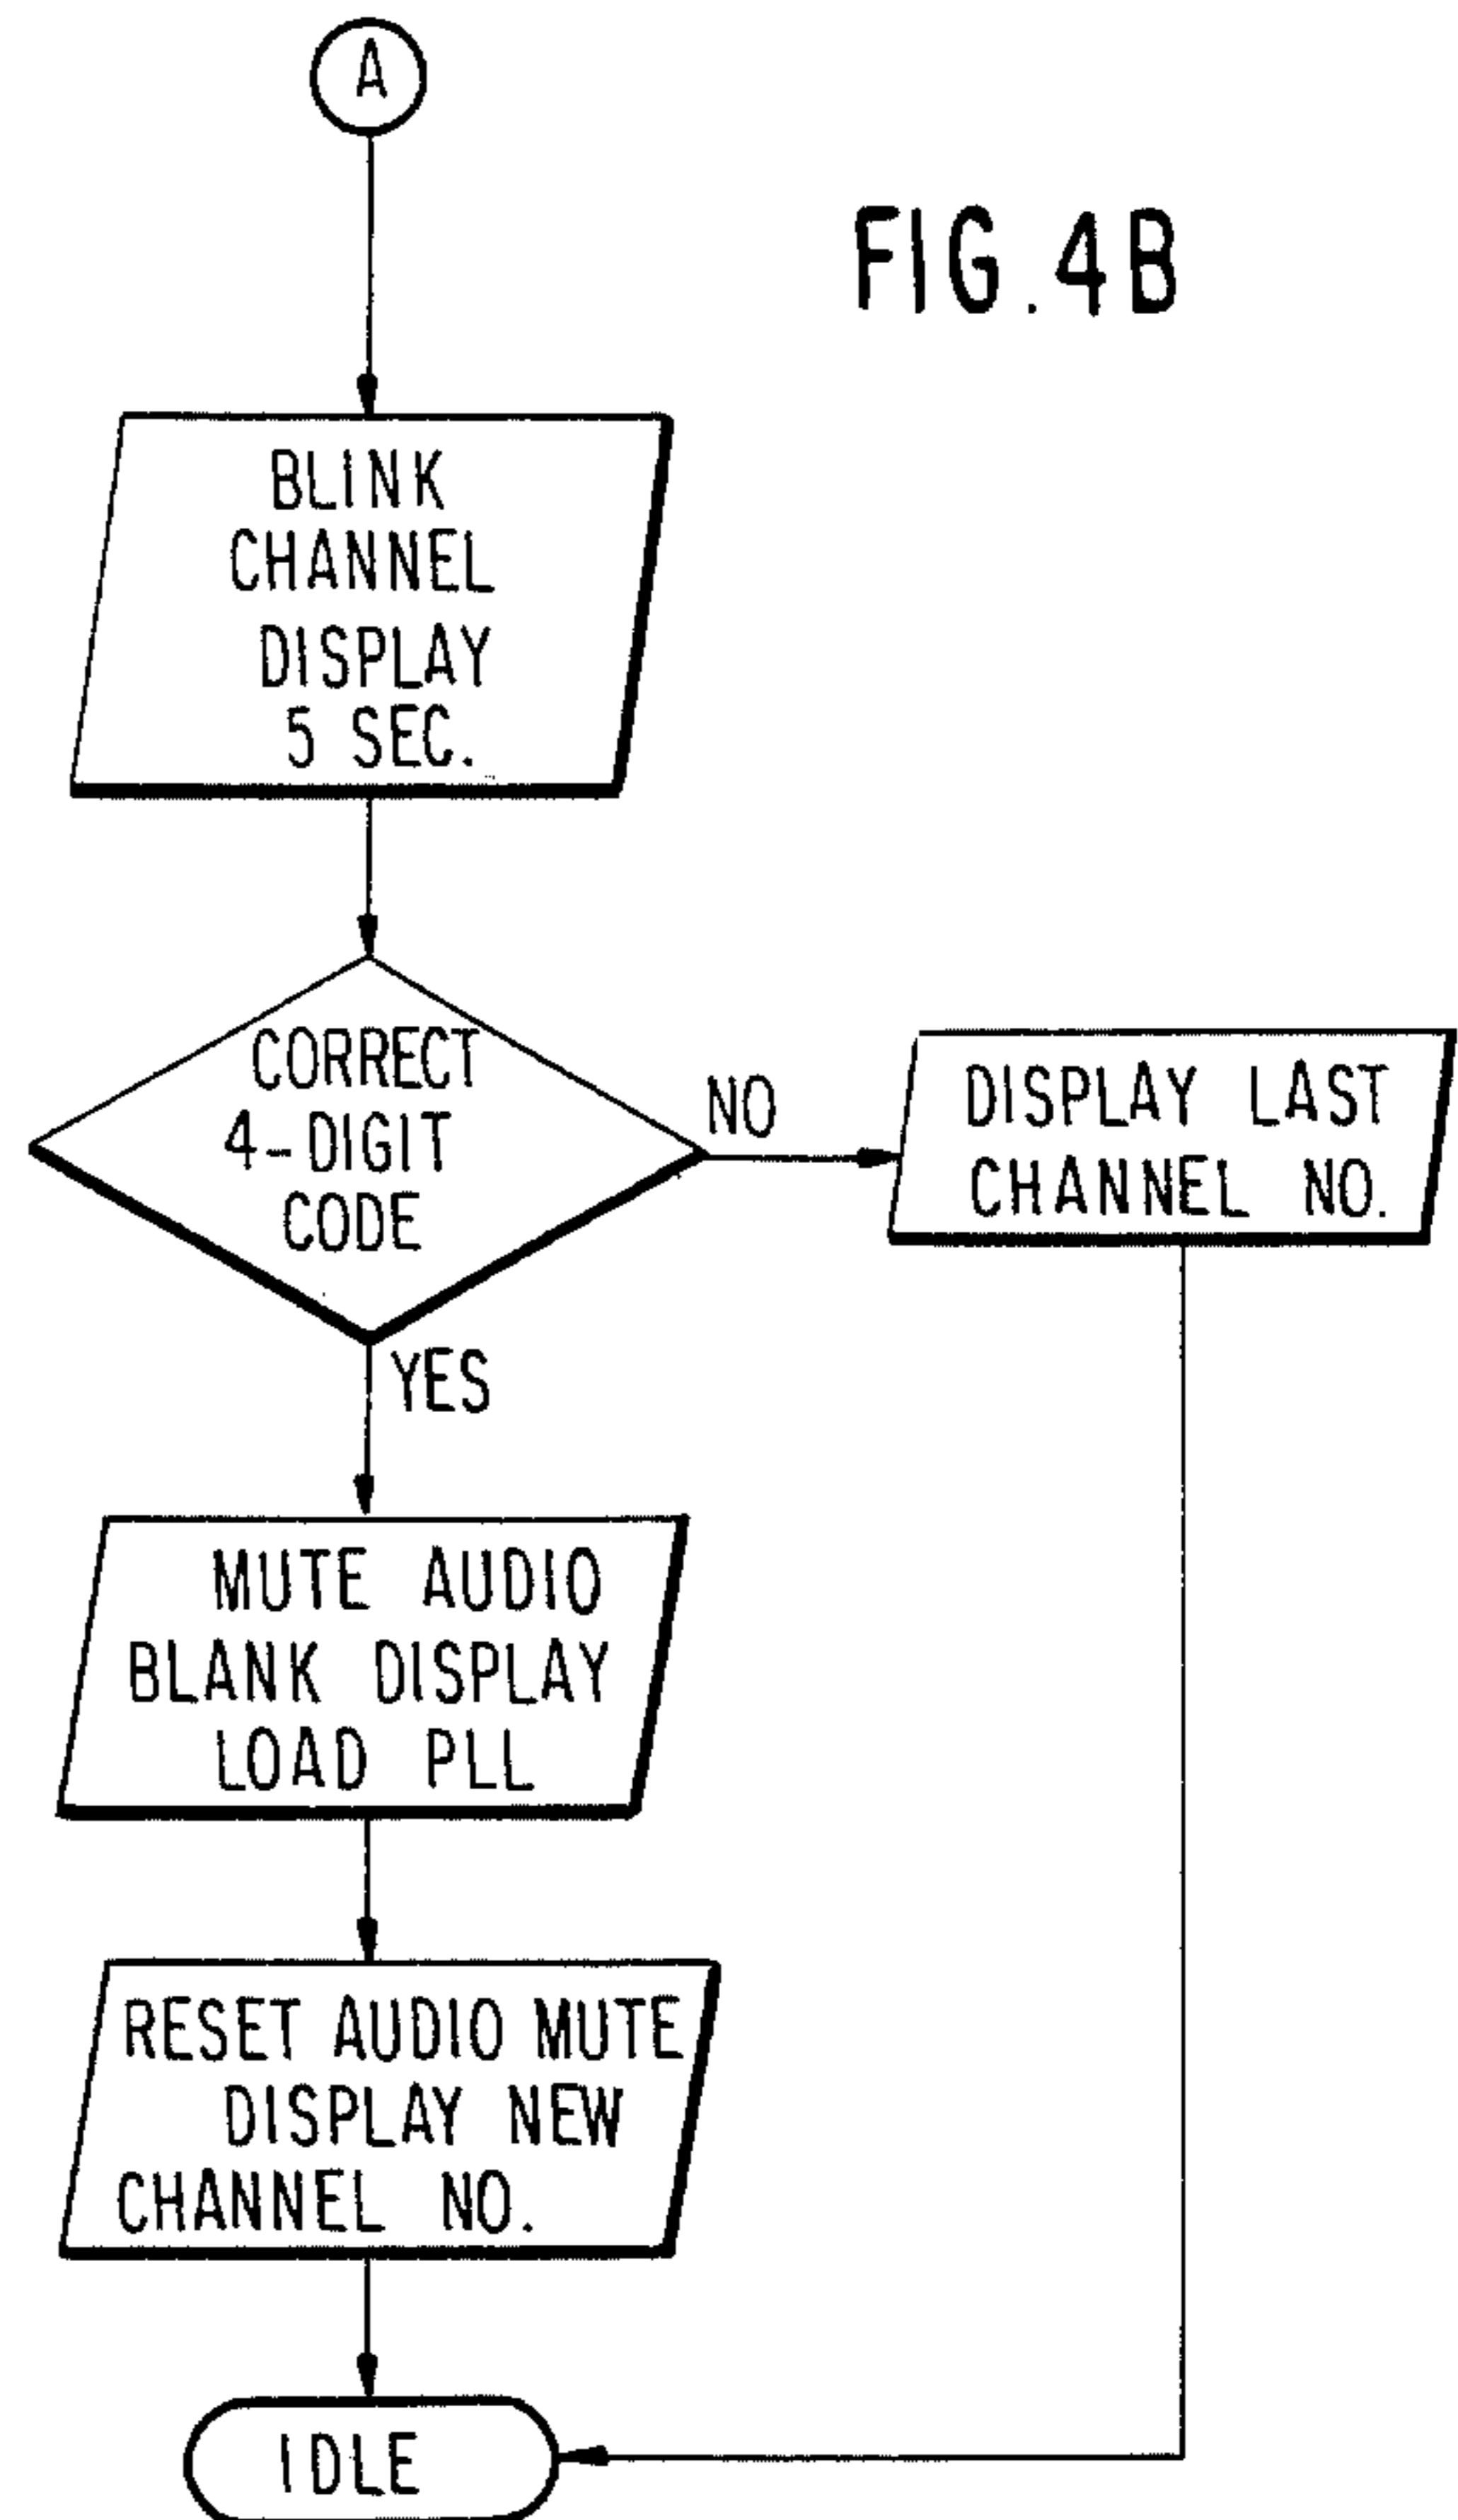 A
FIG.4B
BLINK
CHANNEL
DISPLAY
5 SEC.
CORRECT
4-DIGIT
CODE
NO
DISPLAY LAST
CHANNEL NO.
YES
MUTE AUDIO
BLANK DISPLAY
LOAD PLL
RESET AUDIO MUTE
DISPLAY NEW
CHANNEL NO.
IDLE